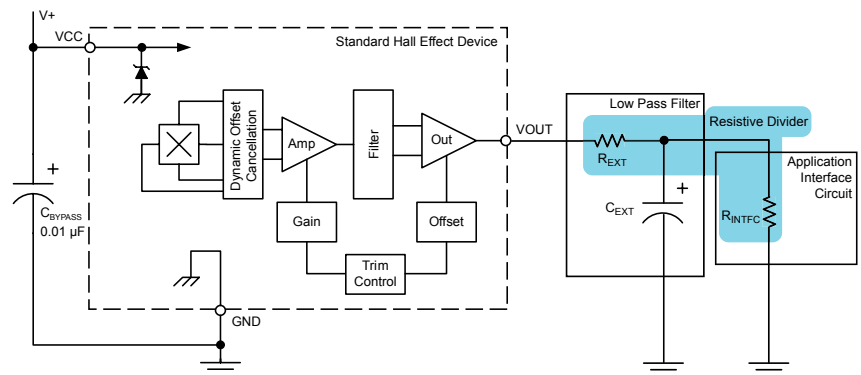 V+
VCC
Standard Hall Effect Device
Dynamic Offset
Cancellation
Amp
Filter
Out
VOUT
Low Pass Filter
Resistive Divider
REXT
Application
Interface
Circuit
CBYPASS
0.01 µF
Gain
Offset
CEXT
RINTFC
Trim
Control
GND
+
+